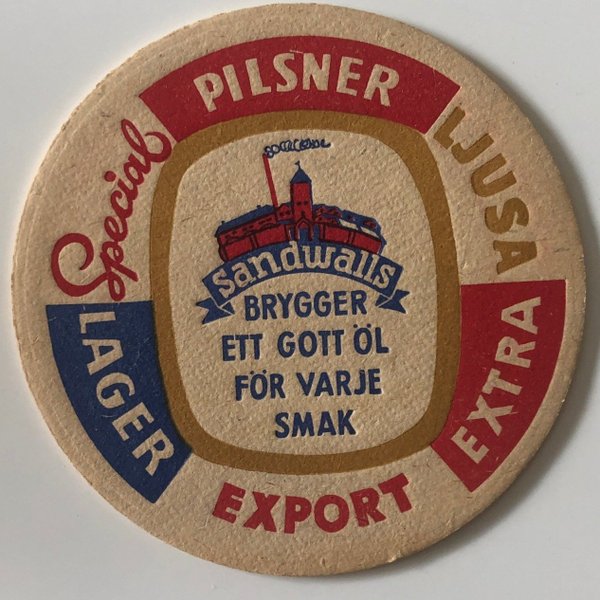 PILSNER
LJUSA
EXTRA
EXPORT
LAGER
Special
Sandwalls
BRYGGER
ETT GOTT ÖL
FÖR VARJE
SMAK